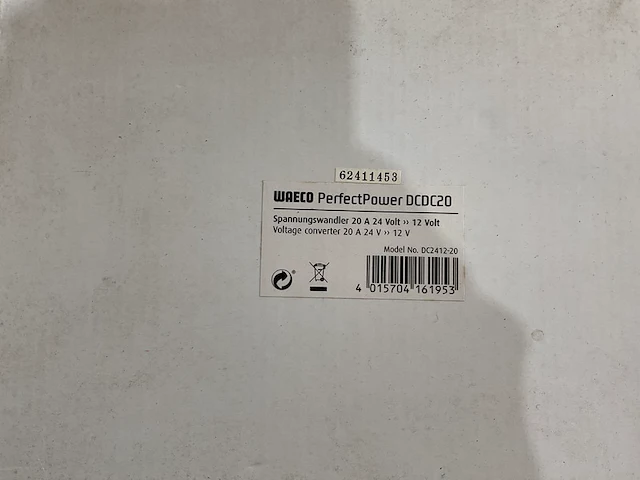 62411453
WAECO PerfectPower DCDC20
Spannungswandler 20 A 24 Volt ›› 12 Volt
Voltage converter 20 A 24 V ›› 12 V
Model No. DC2412-20
4 015704 161953